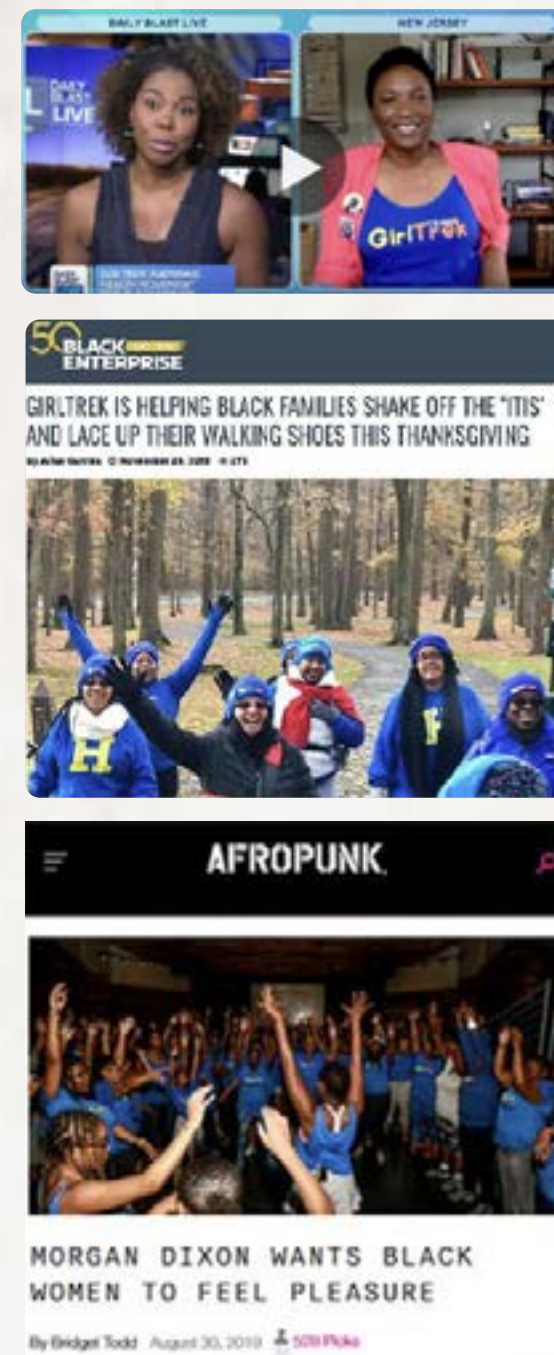 DAILY BLAST LIVE
NEW JERSEY
DAILY
BLAST
LIVE
GirlTrek
50
BLACK
ENTERPRISE
GIRLTREK IS HELPING BLACK FAMILIES SHAKE OFF THE "ITIS"
AND LACE UP THEIR WALKING SHOES THIS THANKSGIVING
H
AFROPUNK
MORGAN DIXON WANTS BLACK
WOMEN TO FEEL PLEASURE
By Bridget Todd August 30, 2019 Picks